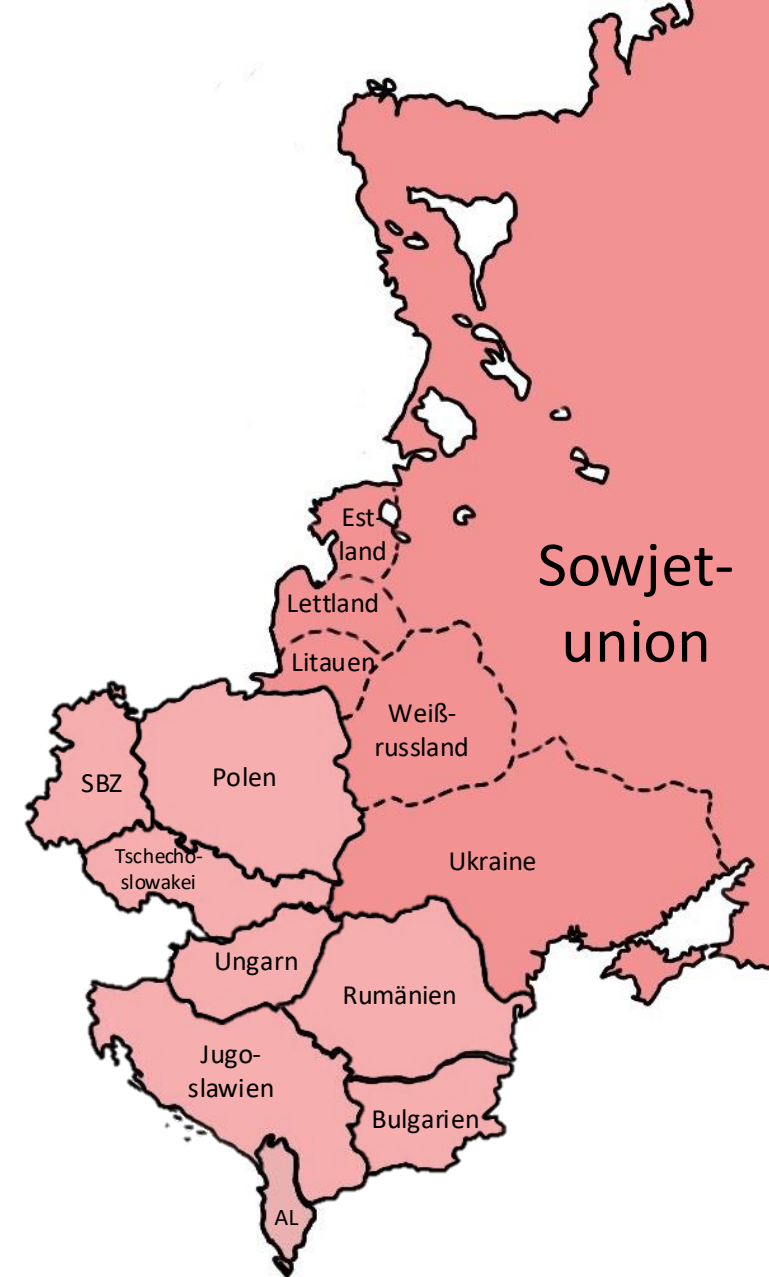 Est-
land
Sowjet-
union
Lettland
Litauen
Weiß-
russland
SBZ
Polen
Tschecho-
slowakei
Ukraine
Ungarn
Rumänien
Jugo-
slawien
Bulgarien
AL